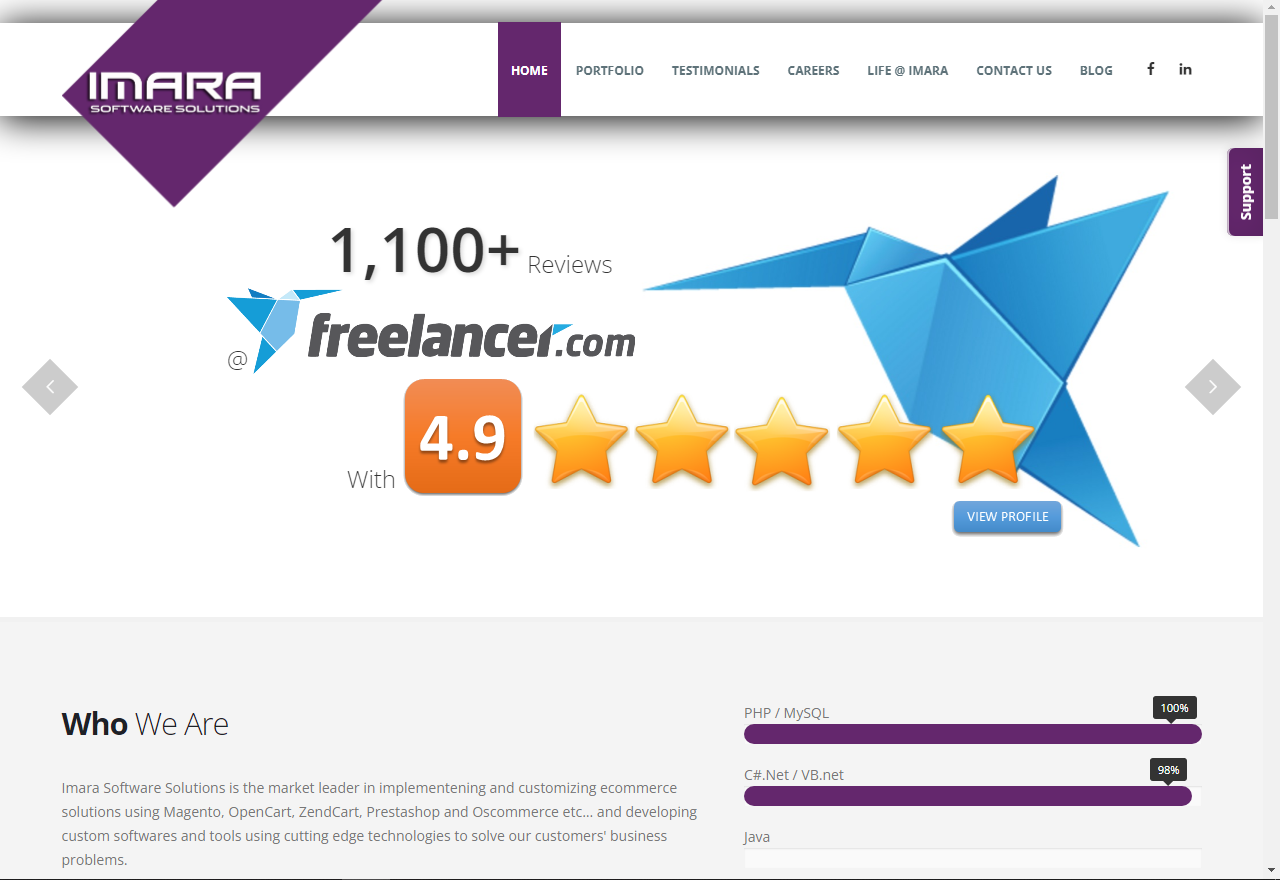 IMARA
SOFTWARE SOLUTIONS
HOME PORTFOLIO TESTIMONIALS CAREERS LIFE @ IMARA CONTACT US BLOG
Support
1,100+ Reviews
@ freelancer.com
With 4.9
VIEW PROFILE
Who We Are
Imara Software Solutions is the market leader in implementening and customizing ecommerce
solutions using Magento, OpenCart, ZendCart, Prestashop and Oscommerce etc... and developing
custom softwares and tools using cutting edge technologies to solve our customers' business
problems.
PHP / MySQL
100%
C#.Net / VB.net
98%
Java